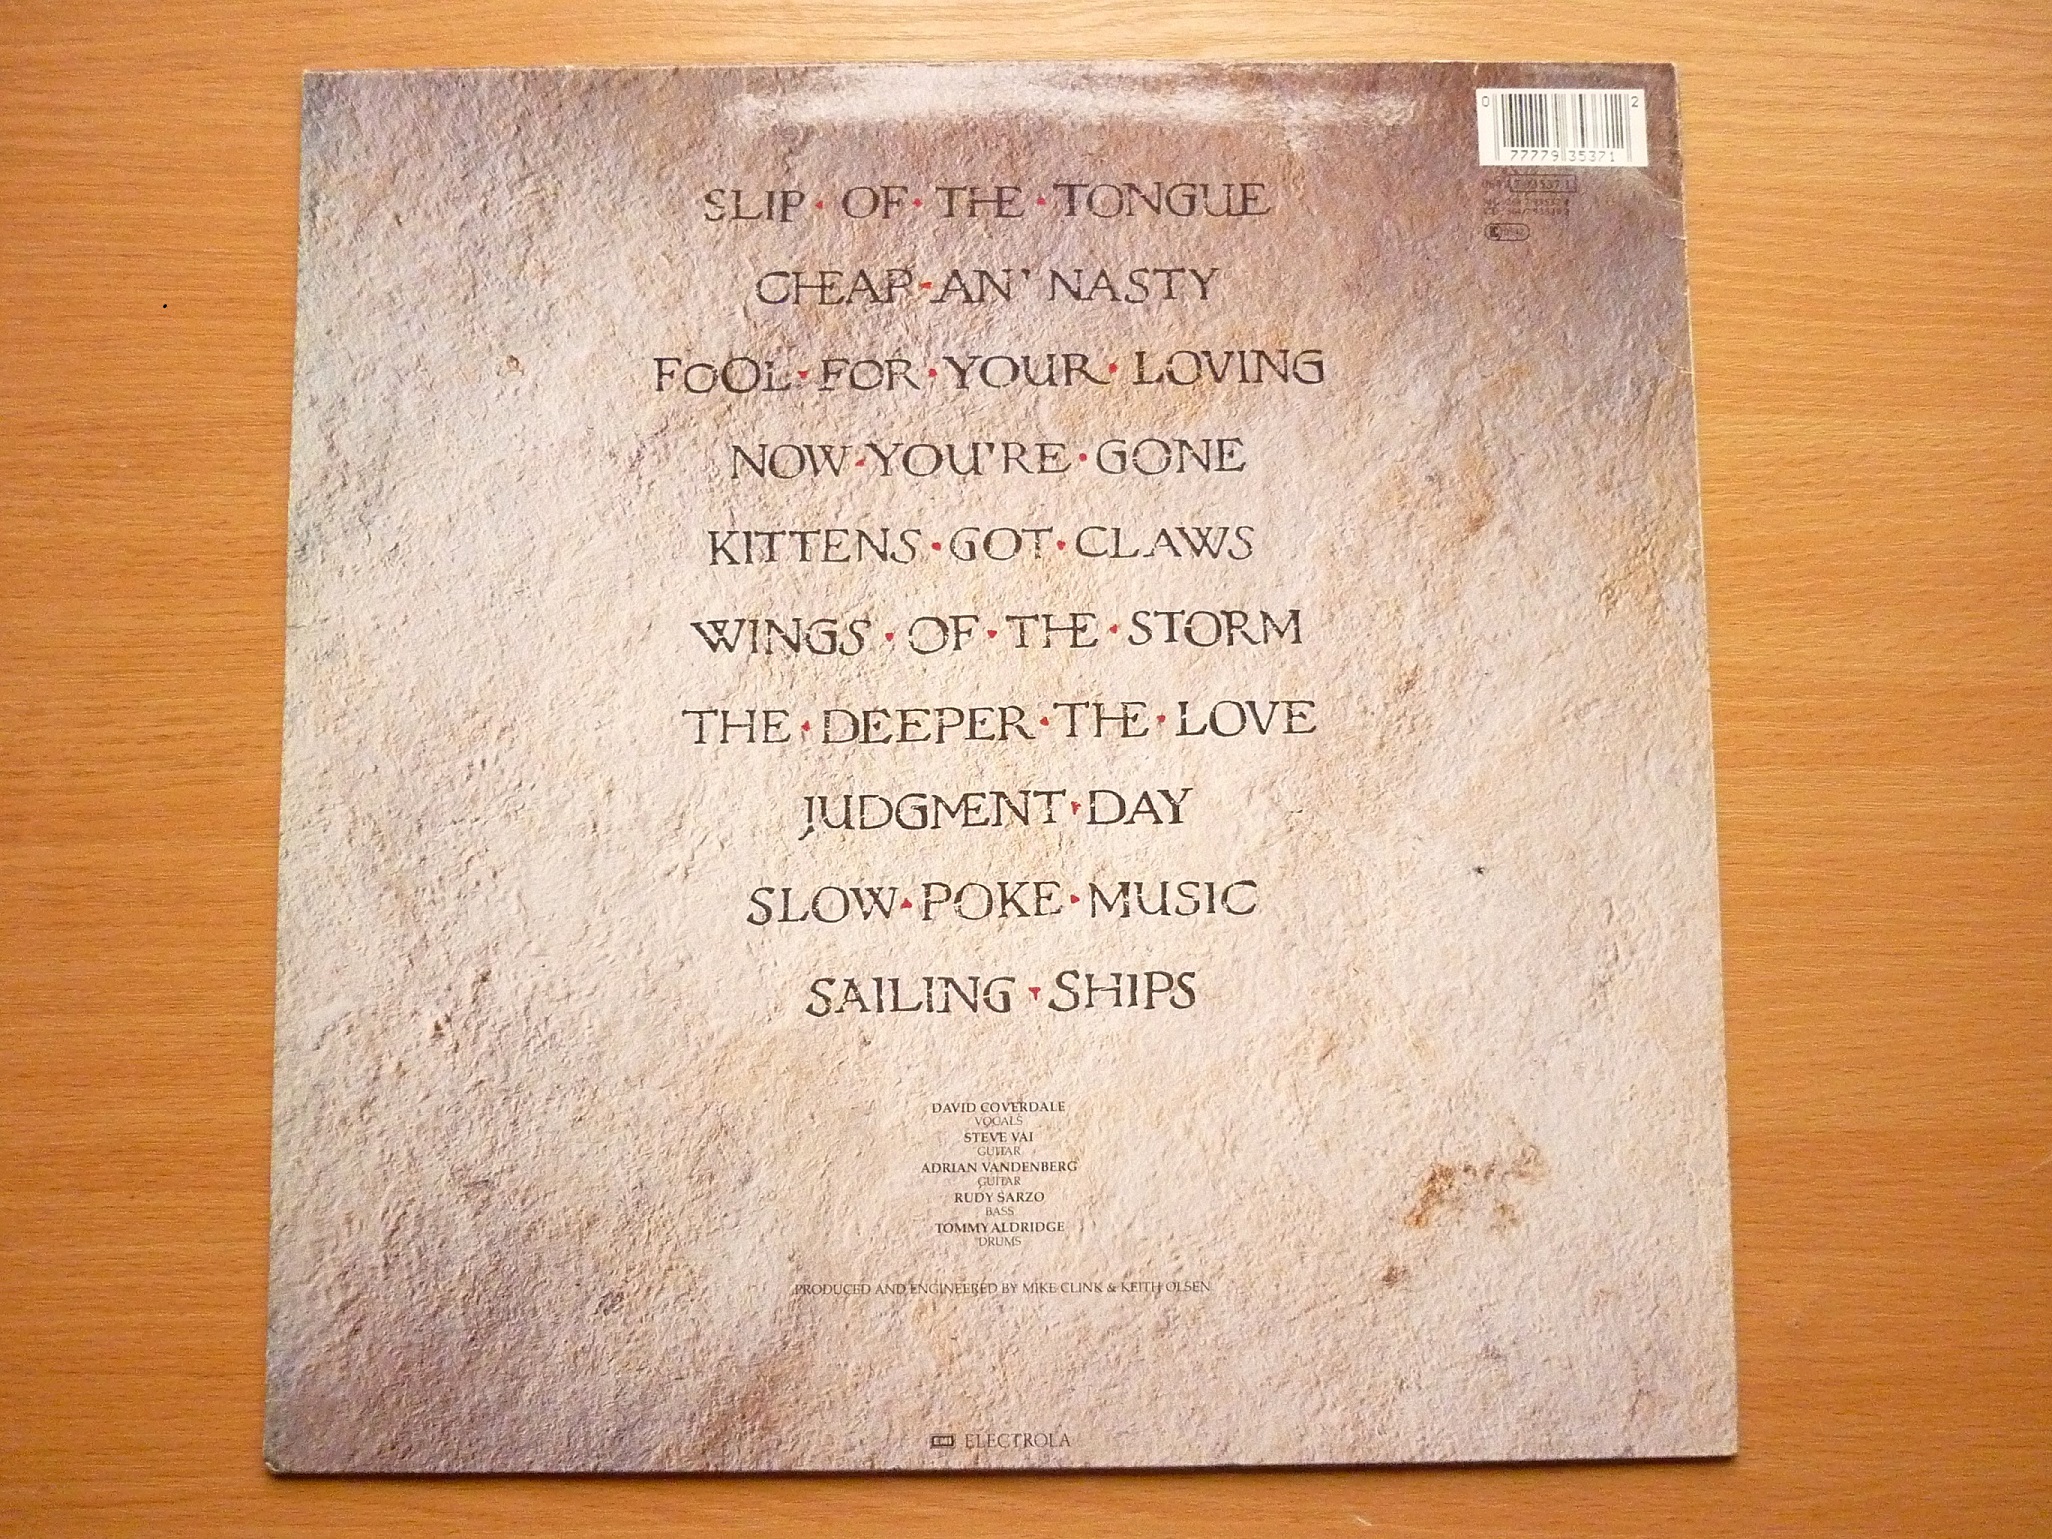 0 77779 35371 2
SLIP · OF · THE · TONGUE
CHEAP · AN' NASTY
FOOL · FOR · YOUR · LOVING
NOW · YOU'RE · GONE
KITTENS · GOT · CLAWS
WINGS · OF · THE · STORM
THE · DEEPER · THE · LOVE
JUDGMENT · DAY
SLOW · POKE · MUSIC
SAILING · SHIPS
DAVID COVERDALE
VOCALS
STEVE VAI
GUITAR
ADRIAN VANDENBERG
GUITAR
RUDY SARZO
BASS
TOMMY ALDRIDGE
DRUMS
PRODUCED AND ENGINEERED BY MIKE CLINK & KEITH OLSEN
EMI ELECTROLA